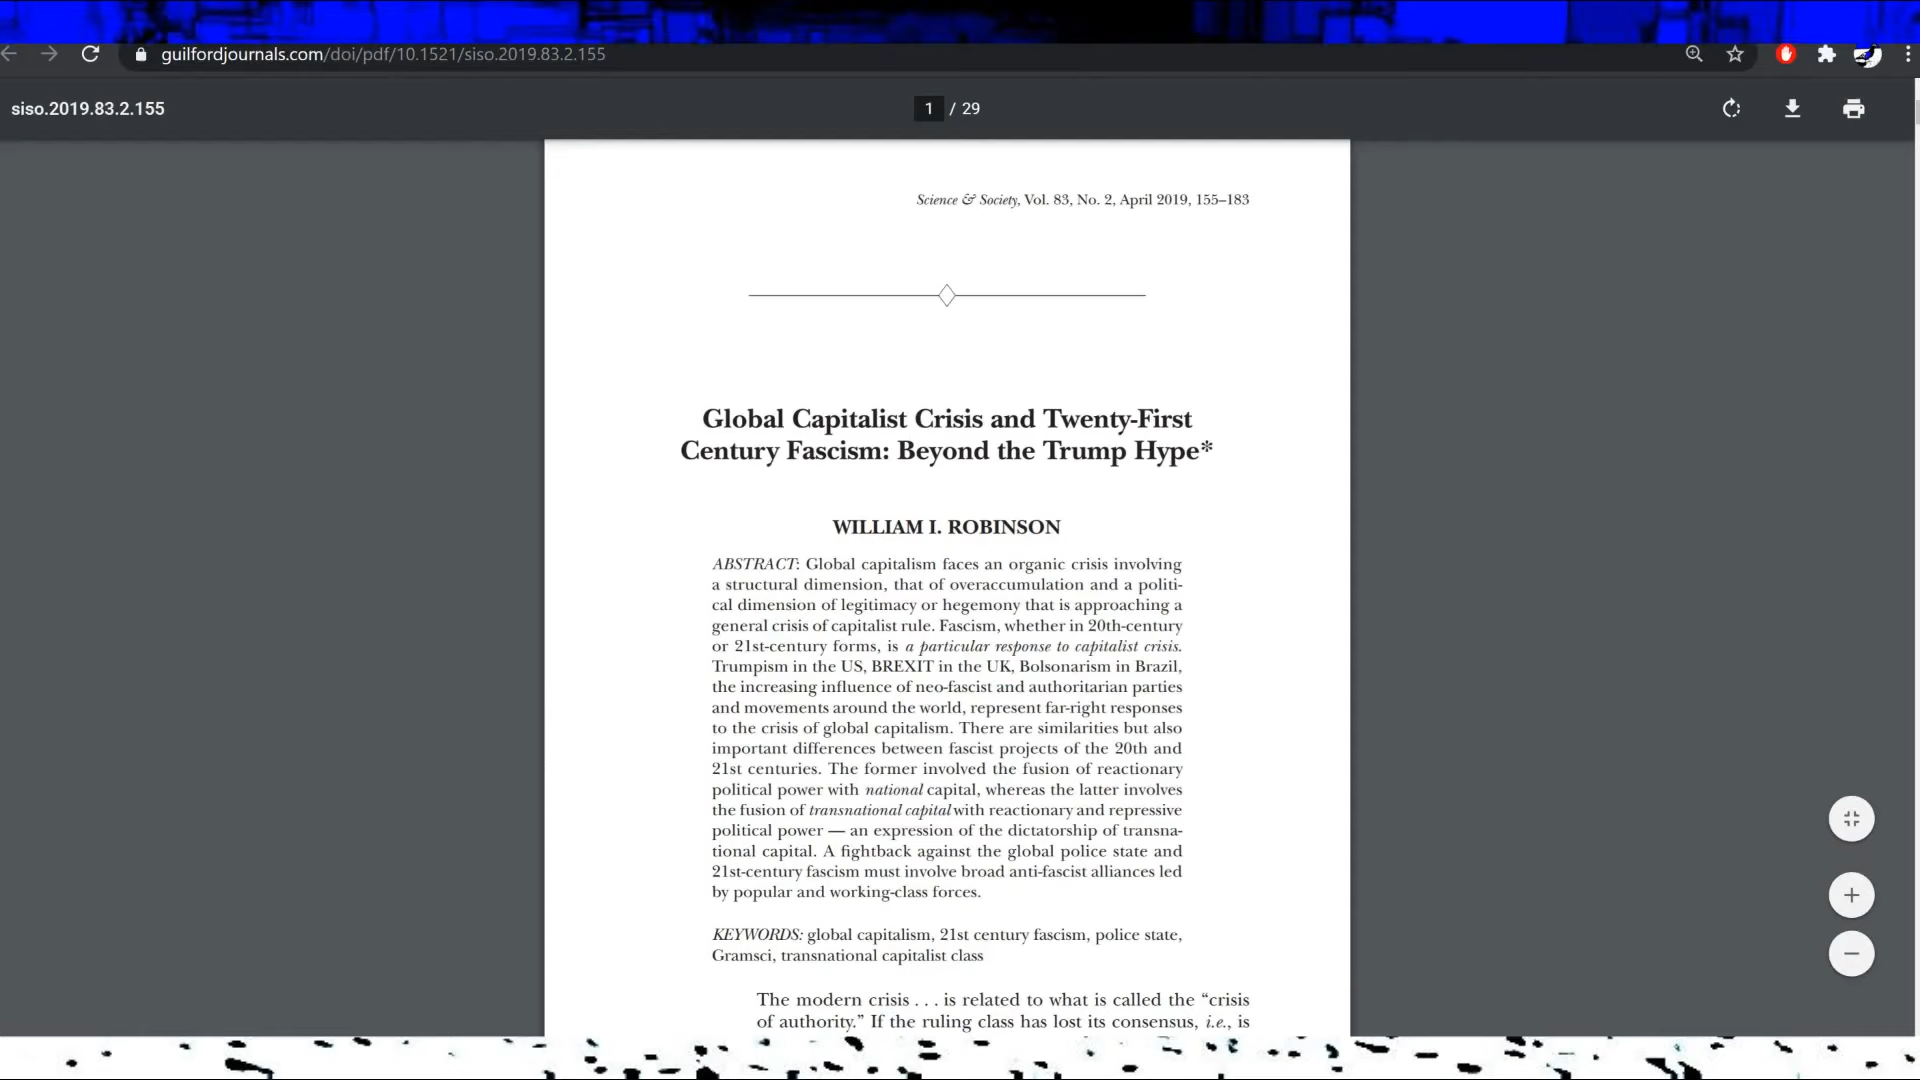 guilfordjournals.com/doi/pdf/10.1521/siso.2019.83.2.155
siso.2019.83.2.155
1 / 29
Science & Society, Vol. 83, No. 2, April 2019, 155–183
Global Capitalist Crisis and Twenty-First
Century Fascism: Beyond the Trump Hype*
WILLIAM I. ROBINSON
ABSTRACT: Global capitalism faces an organic crisis involving
a structural dimension, that of overaccumulation and a politi-
cal dimension of legitimacy or hegemony that is approaching a
general crisis of capitalist rule. Fascism, whether in 20th-century
or 21st-century forms, is a particular response to capitalist crisis.
Trumpism in the US, BREXIT in the UK, Bolsonarism in Brazil,
the increasing influence of neo-fascist and authoritarian parties
and movements around the world, represent far-right responses
to the crisis of global capitalism. There are similarities but also
important differences between fascist projects of the 20th and
21st centuries. The former involved the fusion of reactionary
political power with national capital, whereas the latter involves
the fusion of transnational capital with reactionary and repressive
political power — an expression of the dictatorship of transna-
tional capital. A fightback against the global police state and
21st-century fascism must involve broad anti-fascist alliances led
by popular and working-class forces.
KEYWORDS: global capitalism, 21st century fascism, police state,
Gramsci, transnational capitalist class
The modern crisis . . . is related to what is called the “crisis
of authority.” If the ruling class has lost its consensus, i.e., is